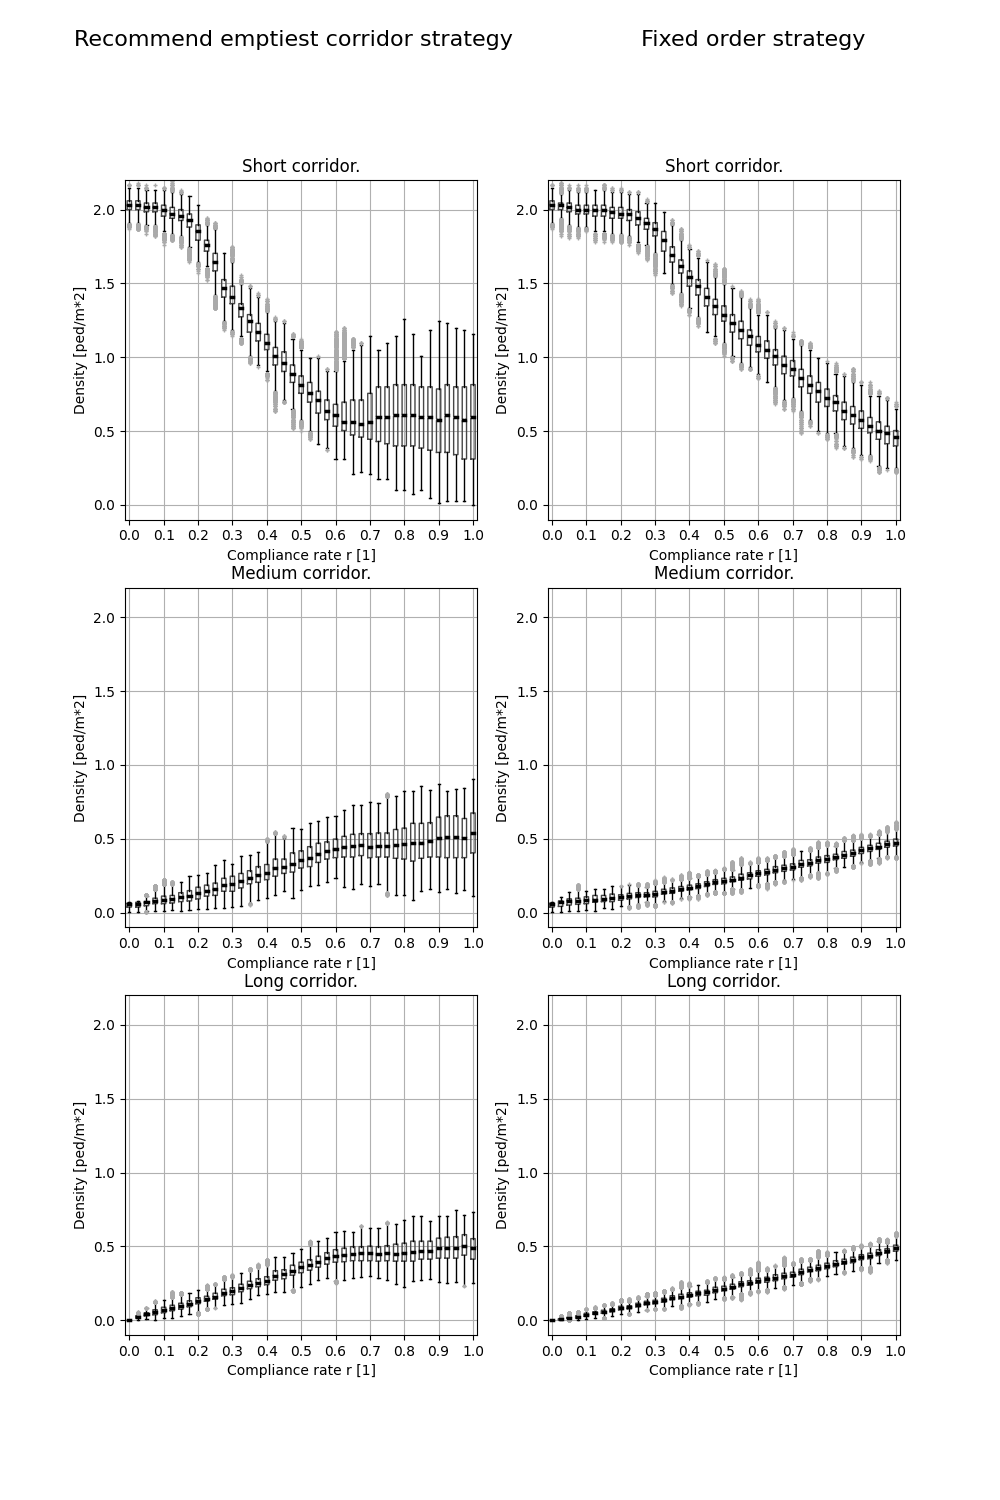 Recommend emptiest corridor strategy
Fixed order strategy
Short corridor.
Density [ped/m*2]
2.0
1.5
1.0
0.5
0.0
0.0 0.1 0.2 0.3 0.4 0.5 0.6 0.7 0.8 0.9 1.0
Compliance rate r [1]
Short corridor.
Density [ped/m*2]
2.0
1.5
1.0
0.5
0.0
0.0 0.1 0.2 0.3 0.4 0.5 0.6 0.7 0.8 0.9 1.0
Compliance rate r [1]
Medium corridor.
Density [ped/m*2]
2.0
1.5
1.0
0.5
0.0
0.0 0.1 0.2 0.3 0.4 0.5 0.6 0.7 0.8 0.9 1.0
Compliance rate r [1]
Medium corridor.
Density [ped/m*2]
2.0
1.5
1.0
0.5
0.0
0.0 0.1 0.2 0.3 0.4 0.5 0.6 0.7 0.8 0.9 1.0
Compliance rate r [1]
Long corridor.
Density [ped/m*2]
2.0
1.5
1.0
0.5
0.0
0.0 0.1 0.2 0.3 0.4 0.5 0.6 0.7 0.8 0.9 1.0
Compliance rate r [1]
Long corridor.
Density [ped/m*2]
2.0
1.5
1.0
0.5
0.0
0.0 0.1 0.2 0.3 0.4 0.5 0.6 0.7 0.8 0.9 1.0
Compliance rate r [1]